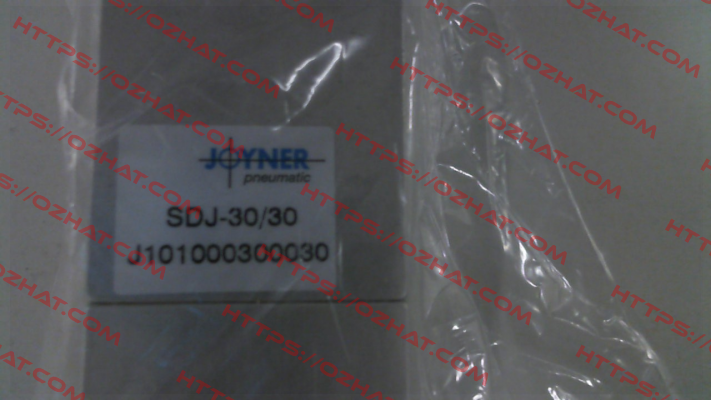 JOYNER
pneumatic
SDJ-30/30
J101000300030
HTTPS://OZHAT.COM